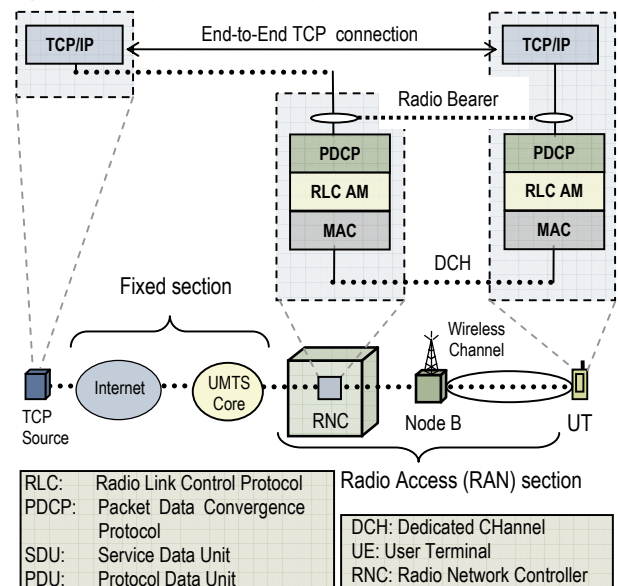 TCP/IP
End-to-End TCP connection
TCP/IP
Radio Bearer
PDCP
PDCP
RLC AM
RLC AM
MAC
MAC
DCH
Fixed section
Wireless
Channel
Internet
UMTS
Core
TCP
Source
RNC
Node B
UT
Radio Access (RAN) section
RLC: Radio Link Control Protocol
PDCP: Packet Data Convergence
Protocol
SDU: Service Data Unit
PDU: Protocol Data Unit
DCH: Dedicated CHannel
UE: User Terminal
RNC: Radio Network Controller